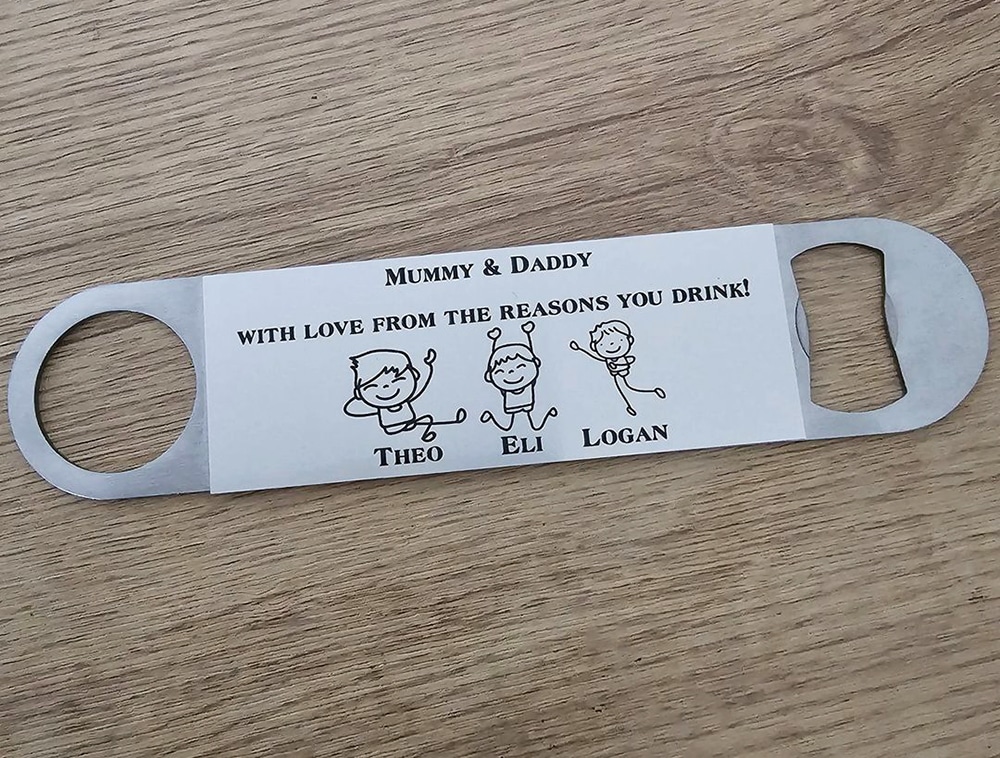 Mummy & Daddy
with love from the reasons you drink!
Theo Eli Logan